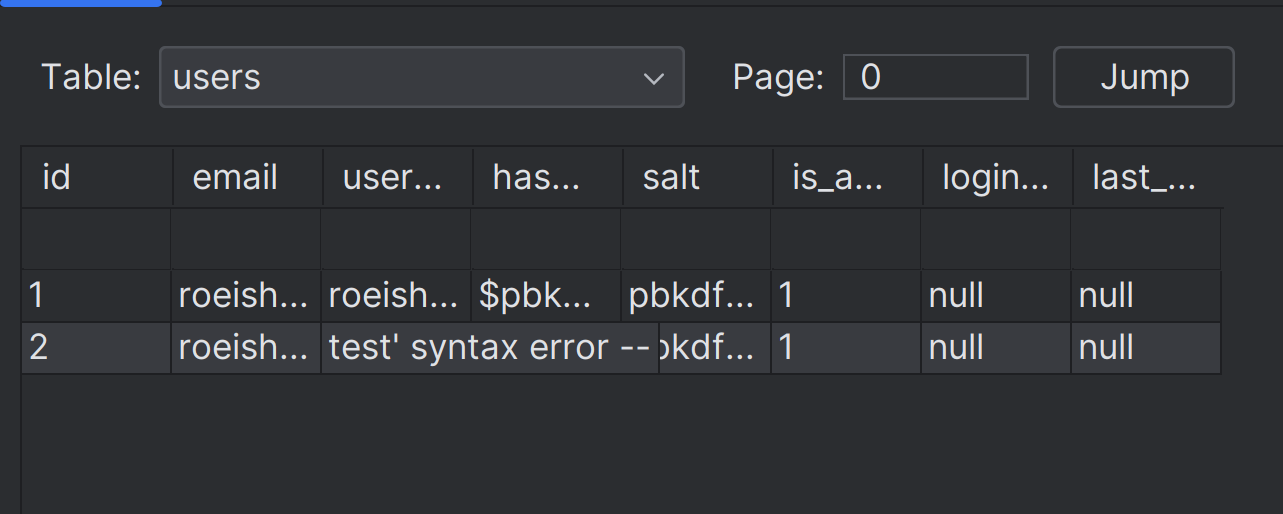 Table: users Page: 0 Jump
id email user... has... salt is_a... login... last_...
1 roeish... roeish... $pbk... pbkdf... 1 null null
2 roeish... test' syntax error -- pbkdf... 1 null null